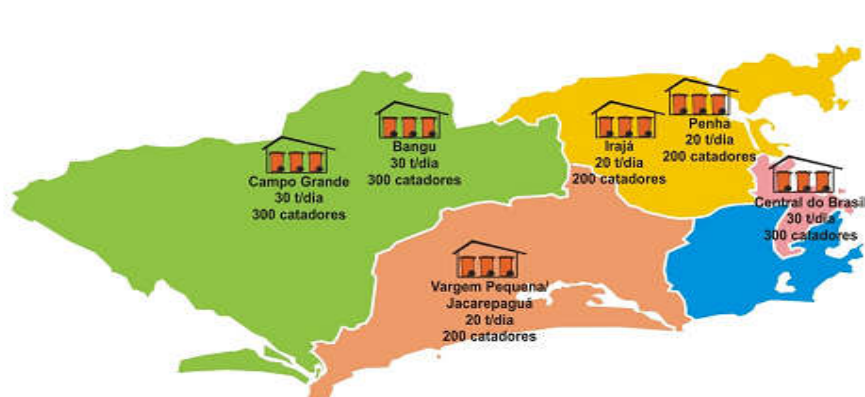 Campo Grande
30 t/dia
300 catadores
Bangu
30 t/dia
300 catadores
Irajá
20 t/dia
200 catadores
Penha
20 t/dia
200 catadores
Central do Brasil
30 t/dia
300 catadores
Vargem Pequena/
Jacarepaguá
20 t/dia
200 catadores